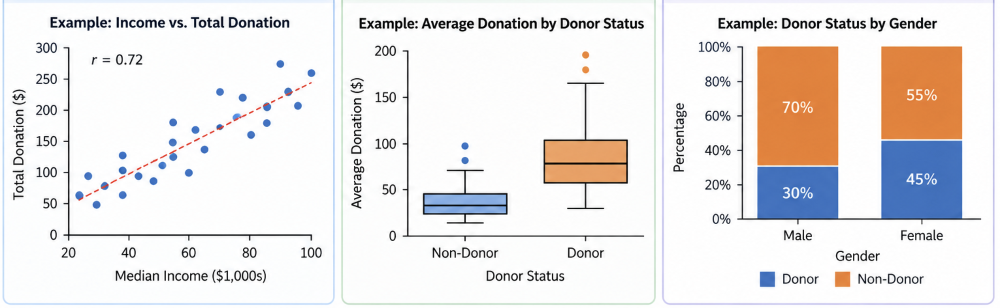 Example: Income vs. Total Donation
r = 0.72
Total Donation ($)
300
250
200
150
100
50
0
20 40 60 80 100
Median Income ($1,000s)
Example: Average Donation by Donor Status
Average Donation ($)
200
150
100
50
0
Non-Donor Donor
Donor Status
Example: Donor Status by Gender
Percentage
100%
80%
60%
40%
20%
0%
70%
30%
55%
45%
Male Female
Gender
Donor Non-Donor